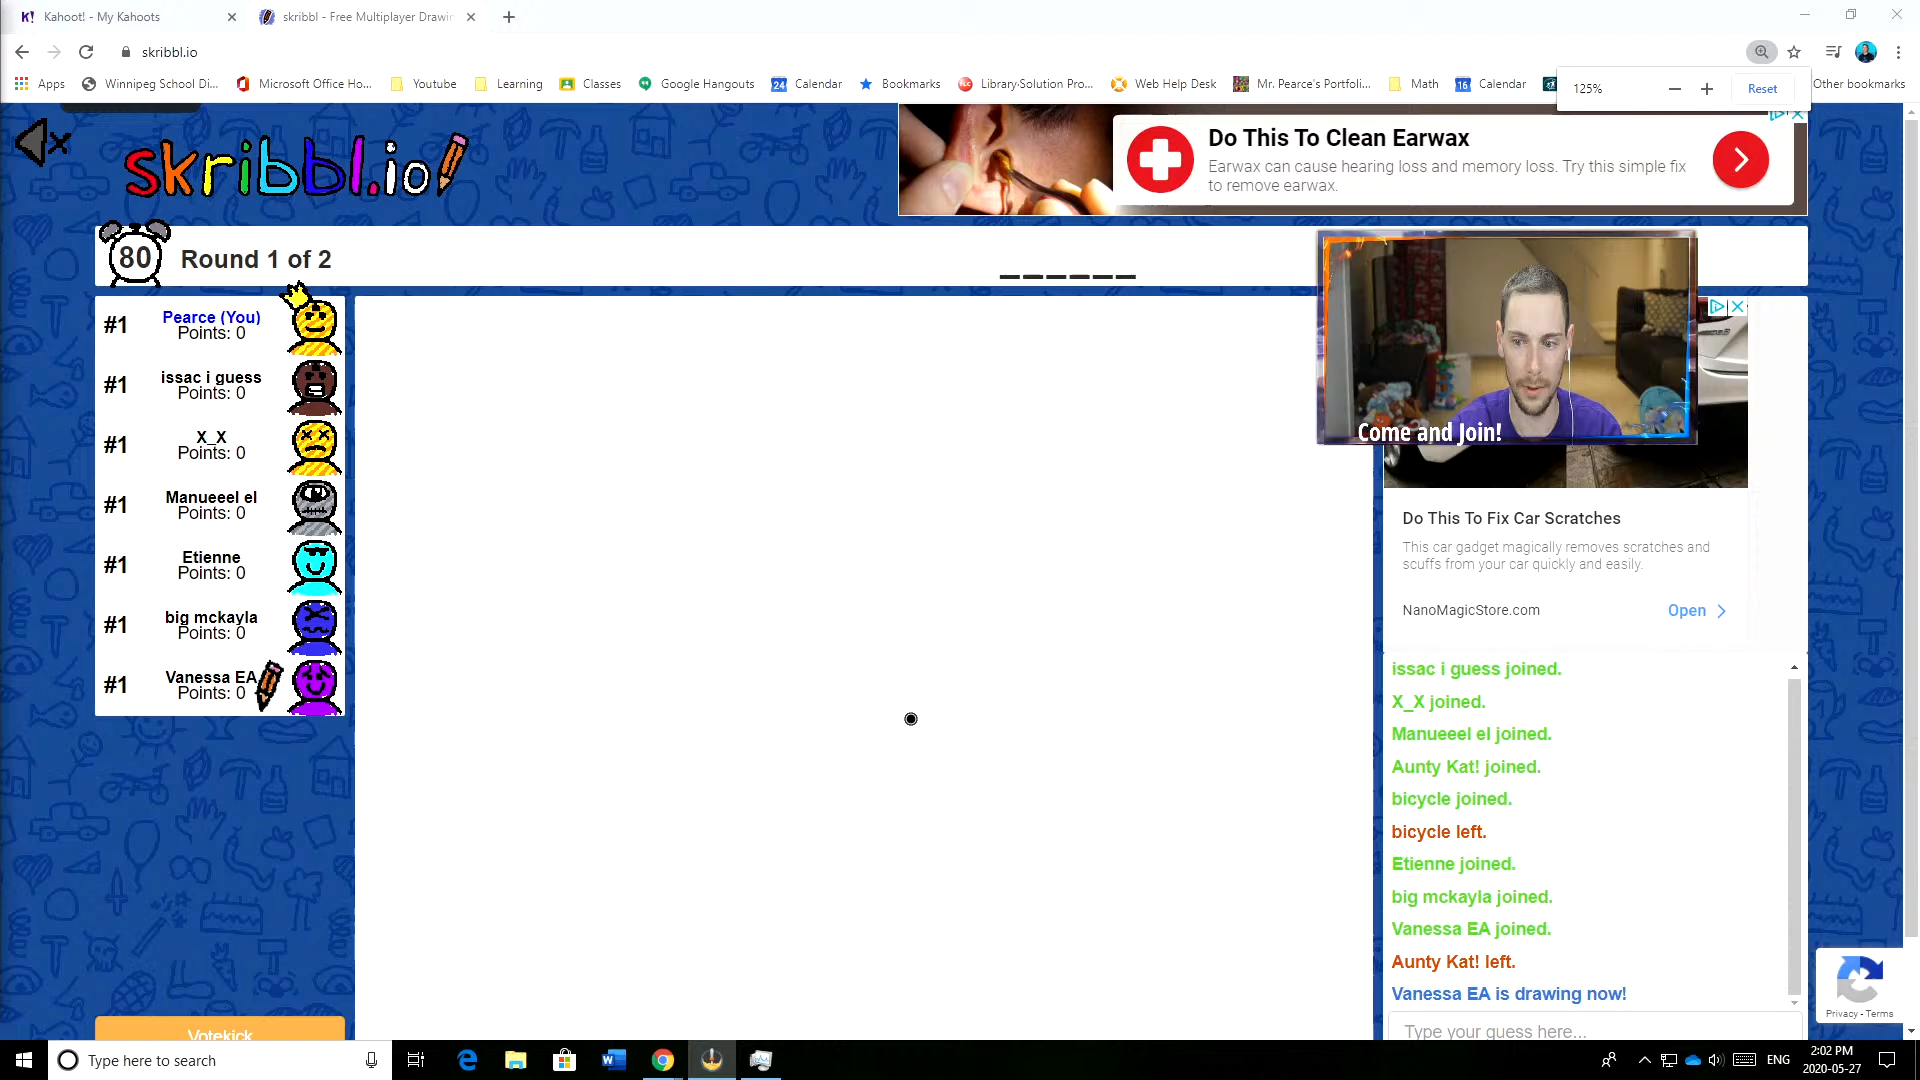 Kahoot! - My Kahoots
skribbl - Free Multiplayer Drawin
skribbl.io
Apps
Winnipeg School Di...
Microsoft Office Ho...
Youtube
Learning
Classes
Google Hangouts
24
Calendar
Bookmarks
Library·Solution Pro...
Web Help Desk
Mr. Pearce's Portfoli...
Math
16
Calendar
Other bookmarks
125%
Reset
skribbl.io
Do This To Clean Earwax
Earwax can cause hearing loss and memory loss. Try this simple fix
to remove earwax.
80
Round 1 of 2
______
#1
Pearce (You)
Points: 0
#1
issac i guess
Points: 0
#1
X_X
Points: 0
#1
Manueeel el
Points: 0
#1
Etienne
Points: 0
#1
big mckayla
Points: 0
#1
Vanessa EA
Points: 0
Votekick
Come and Join!
Do This To Fix Car Scratches
This car gadget magically removes scratches and
scuffs from your car quickly and easily.
NanoMagicStore.com
Open
issac i guess joined.
X_X joined.
Manueeel el joined.
Aunty Kat! joined.
bicycle joined.
bicycle left.
Etienne joined.
big mckayla joined.
Vanessa EA joined.
Aunty Kat! left.
Vanessa EA is drawing now!
Type your guess here...
Privacy - Terms
Type here to search
ENG
2:02 PM
2020-05-27